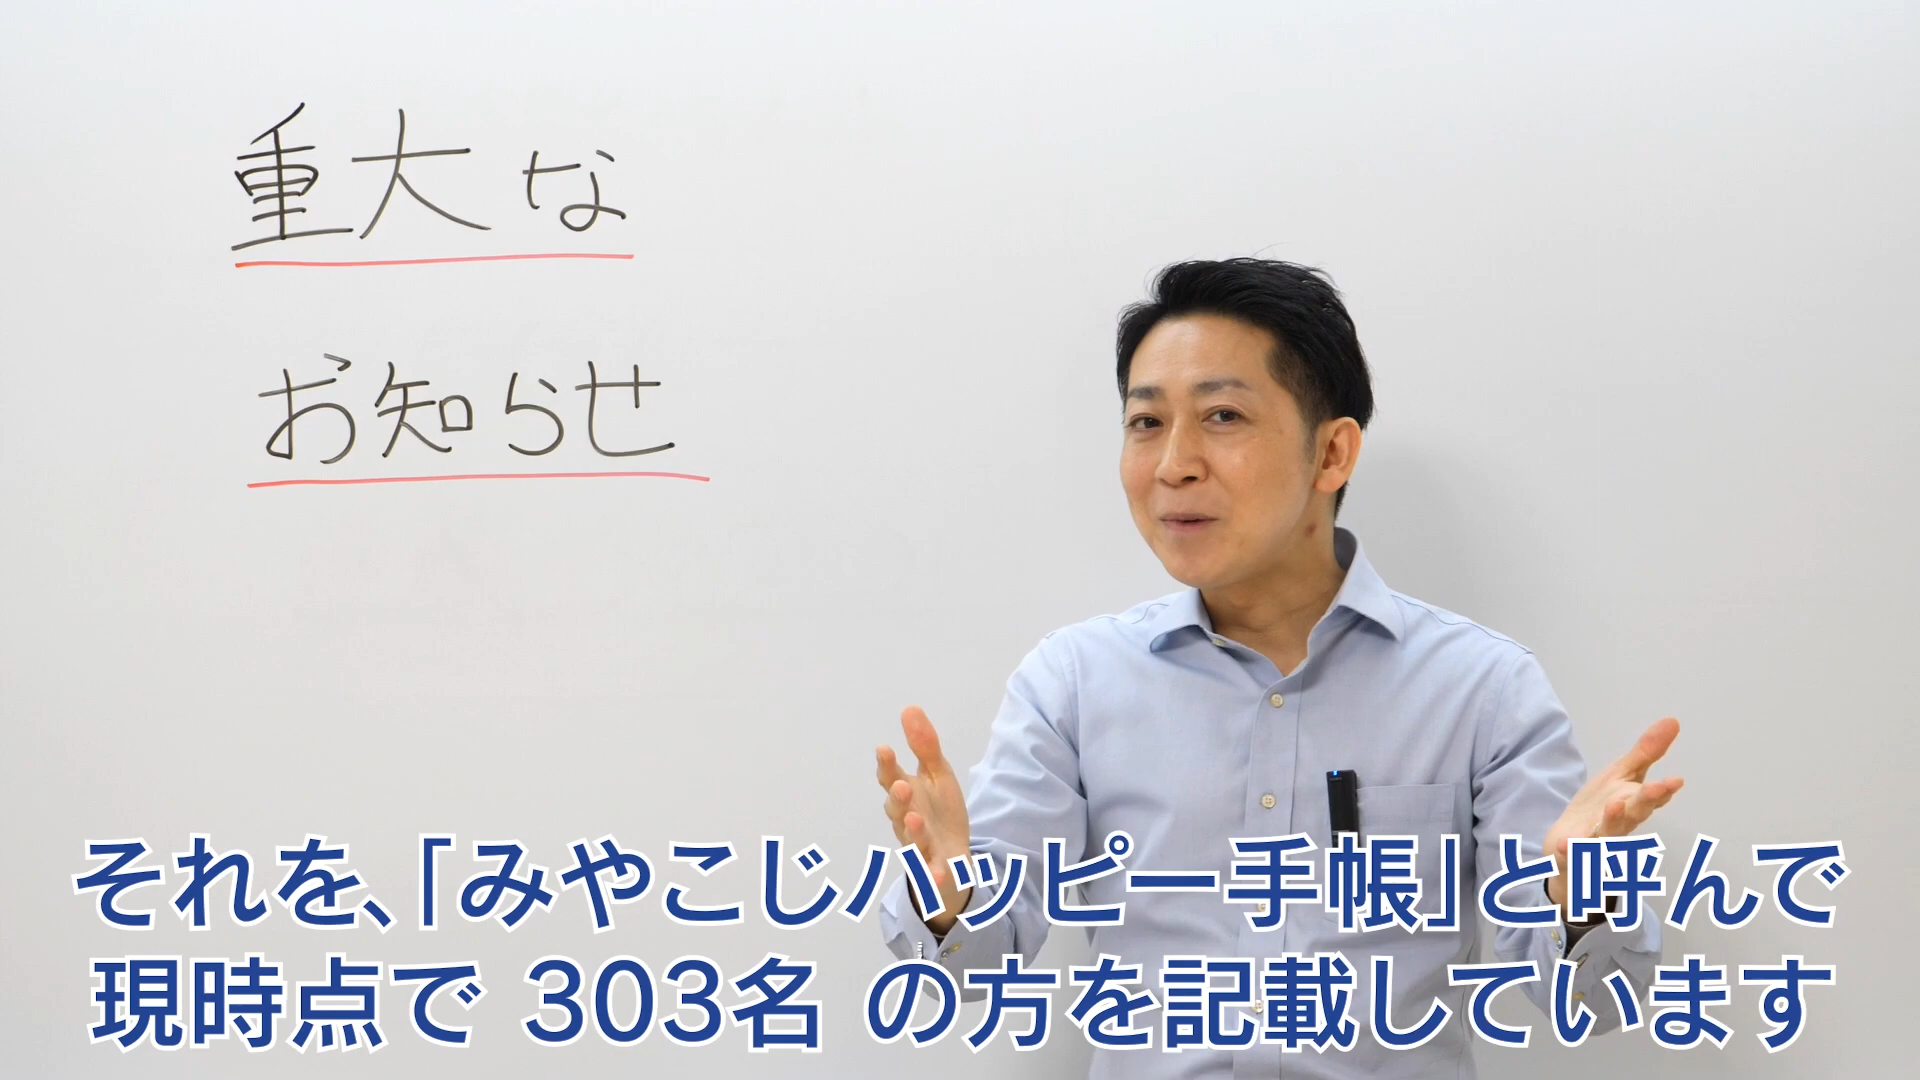 重大な
お知らせ
それを、「みやこじハッピー手帳」と呼んで
現時点で 303名 の方を記載しています